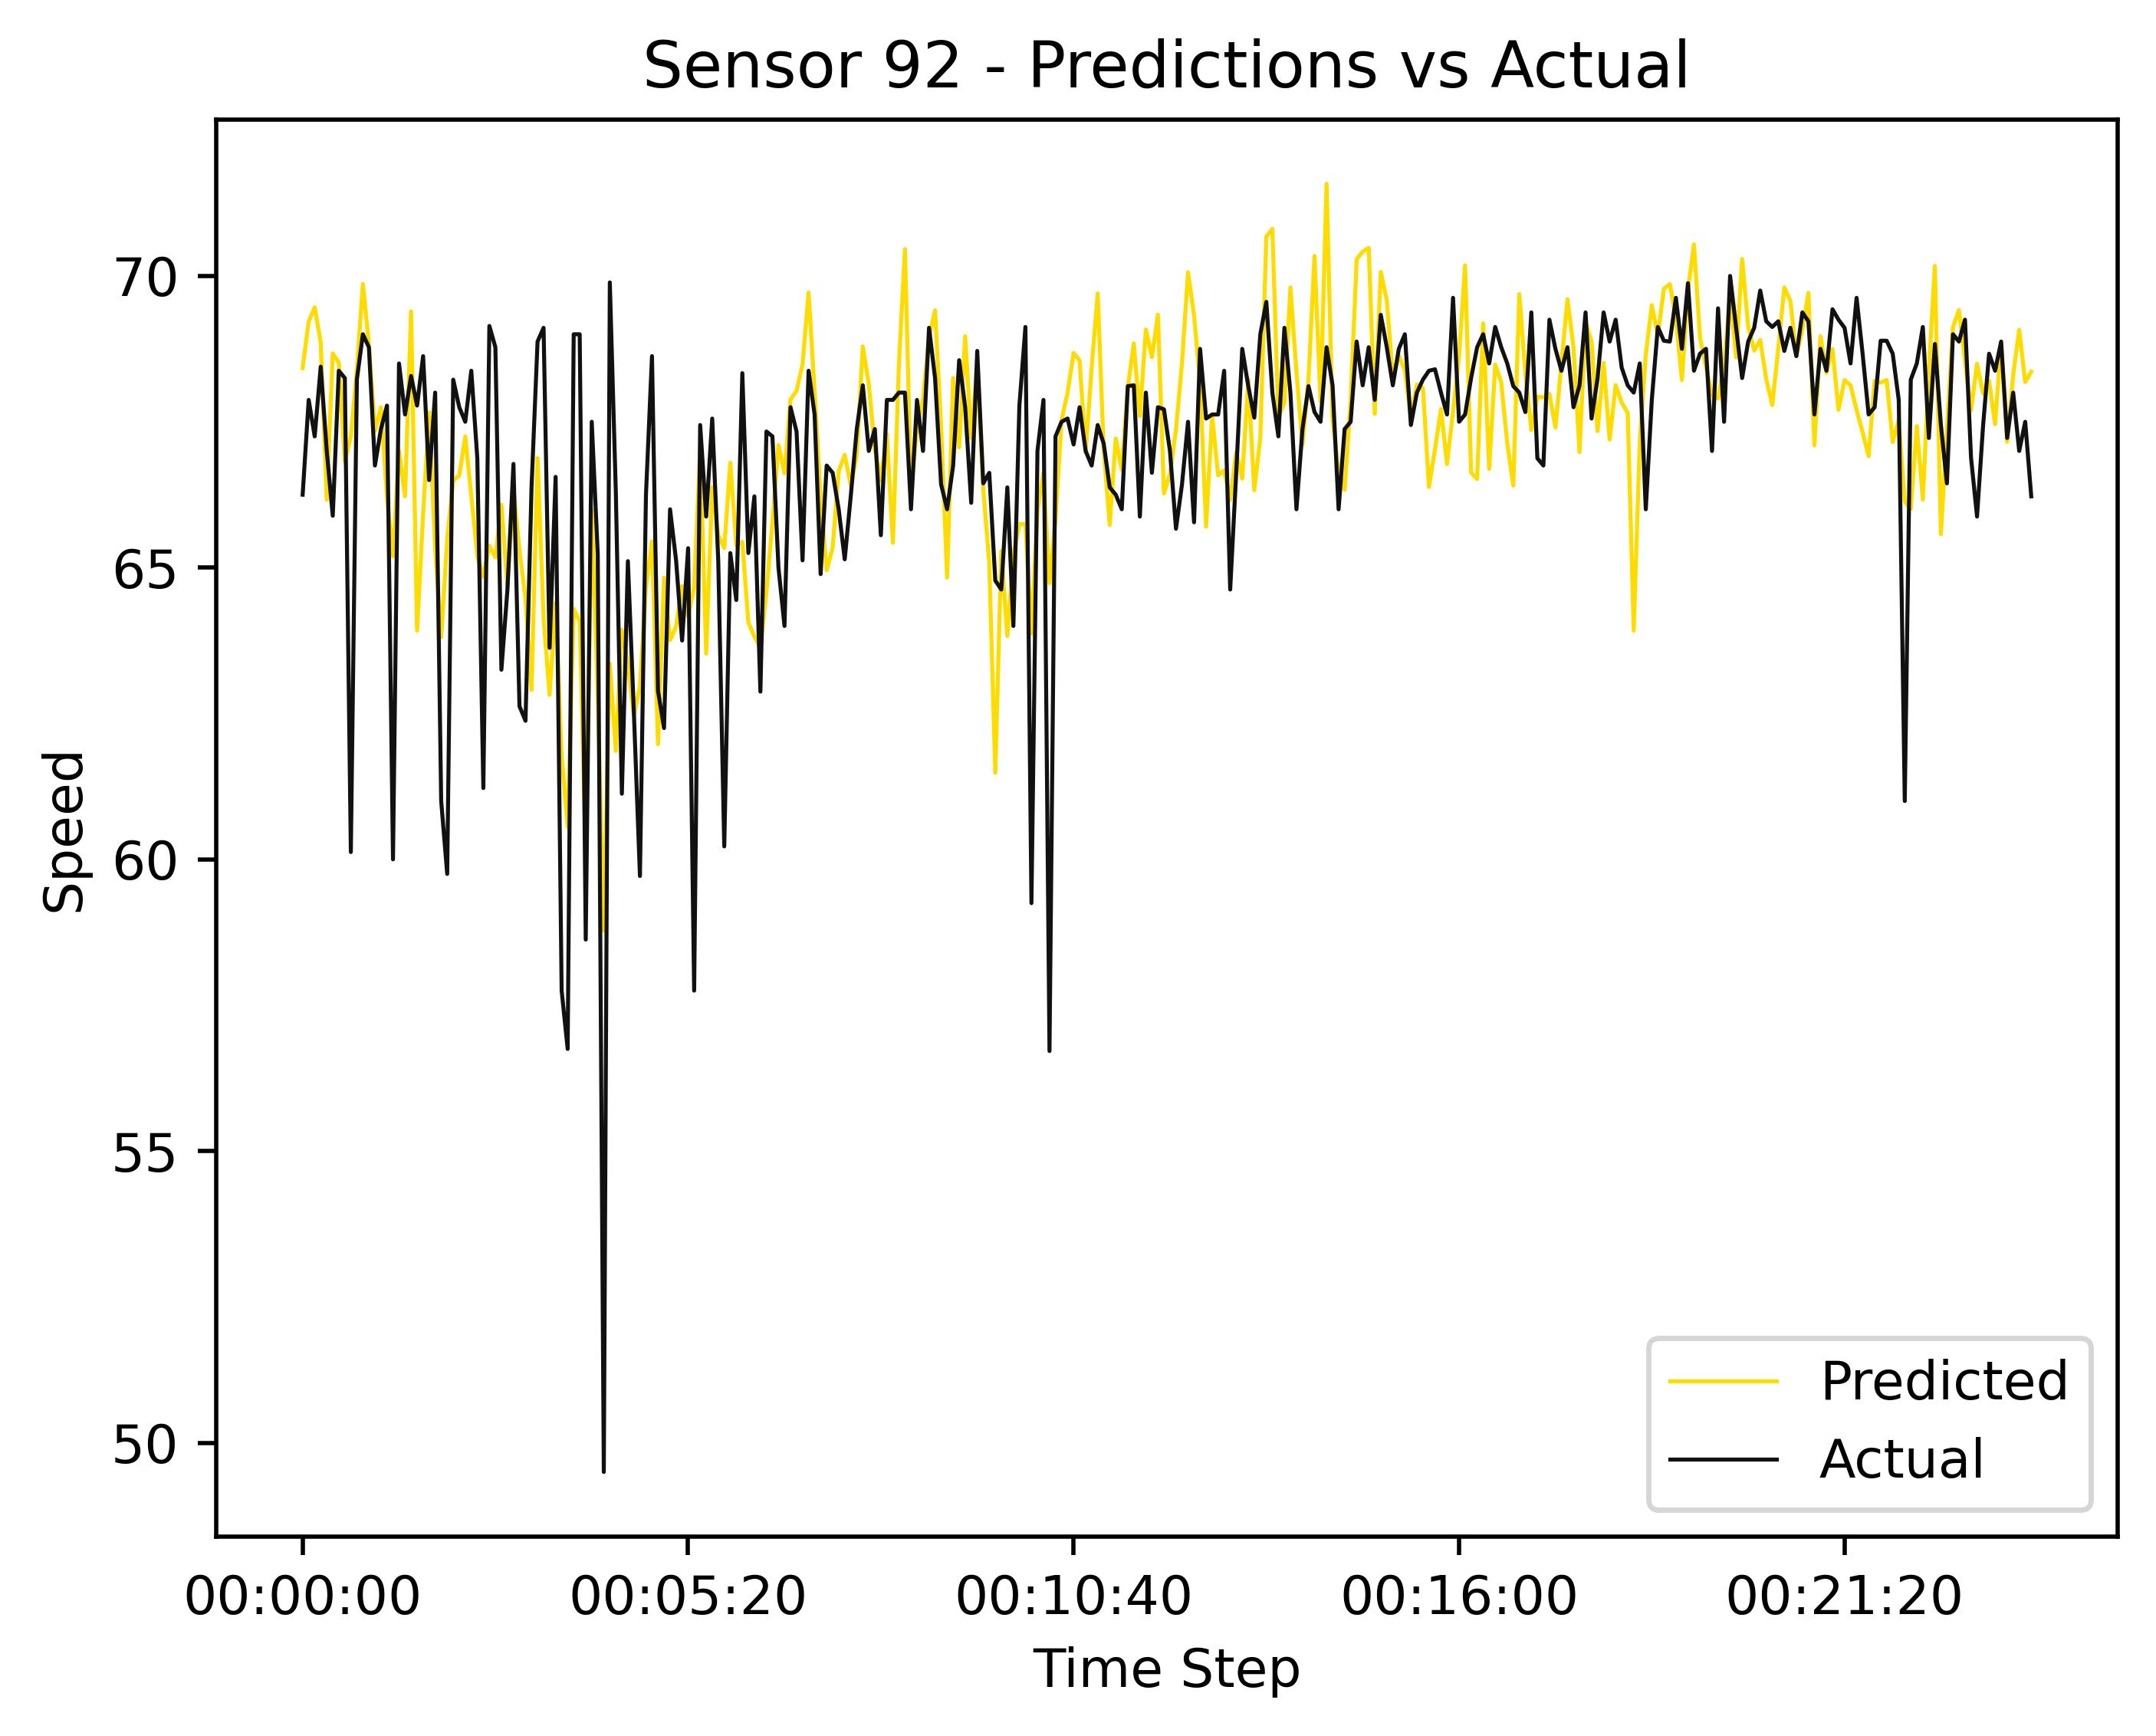 Sensor 92 - Predictions vs Actual
70
65
60
55
50
Speed
Predicted
Actual
00:00:00 00:05:20 00:10:40 00:16:00 00:21:20
Time Step